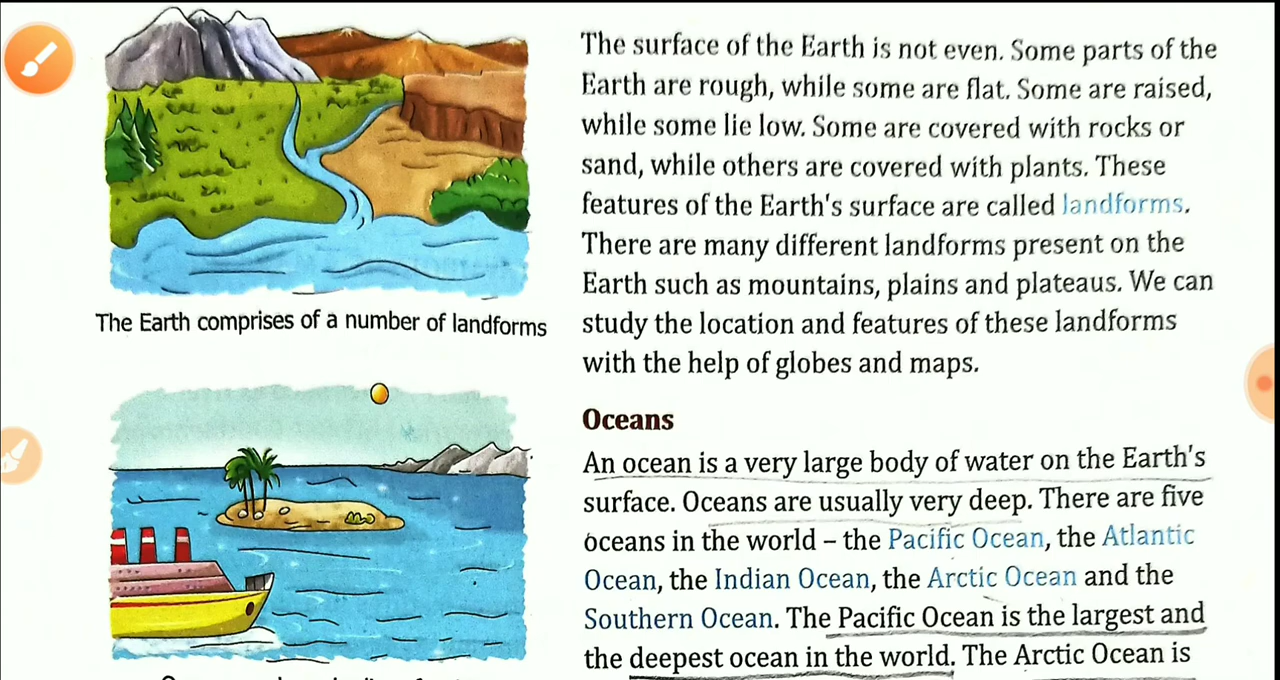 The surface of the Earth is not even. Some parts of the
Earth are rough, while some are flat. Some are raised,
while some lie low. Some are covered with rocks or
sand, while others are covered with plants. These
features of the Earth's surface are called landforms.
There are many different landforms present on the
Earth such as mountains, plains and plateaus. We can
study the location and features of these landforms
with the help of globes and maps.
The Earth comprises of a number of landforms
Oceans
An ocean is a very large body of water on the Earth's
surface. Oceans are usually very deep. There are five
oceans in the world – the Pacific Ocean, the Atlantic
Ocean, the Indian Ocean, the Arctic Ocean and the
Southern Ocean. The Pacific Ocean is the largest and
the deepest ocean in the world. The Arctic Ocean is